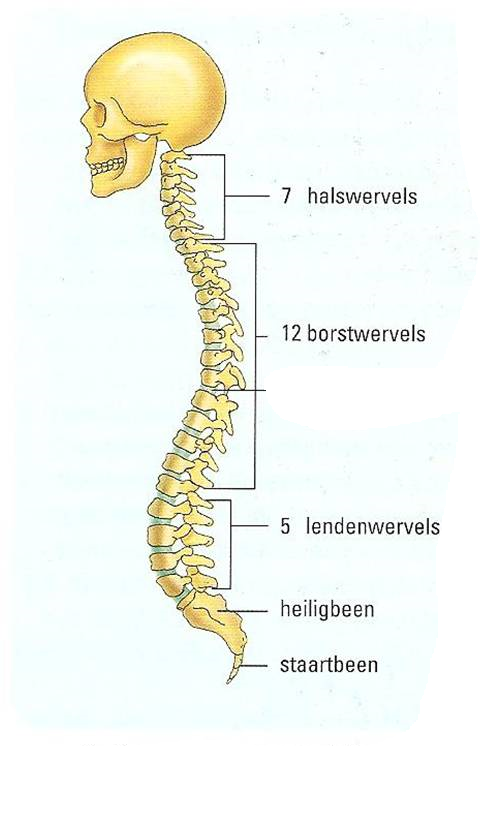 7 halswervels
12 borstwervels
5 lendenwervels
heiligbeen
staartbeen